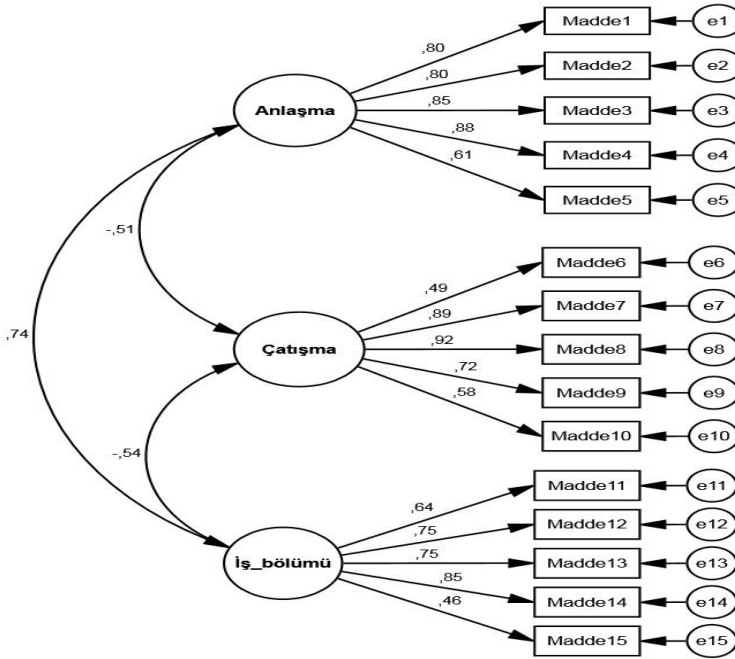 Madde1
e1
,80
Madde2
e2
,80
Anlaşma
,85
Madde3
e3
,88
Madde4
e4
,61
Madde5
e5
-,51
Madde6
e6
,49
Madde7
e7
,89
,74
Çatışma
,92
Madde8
e8
,72
Madde9
e9
,58
Madde10
e10
-,54
Madde11
e11
,64
Madde12
e12
,75
İş_bölümü
,75
Madde13
e13
,85
Madde14
e14
,46
Madde15
e15